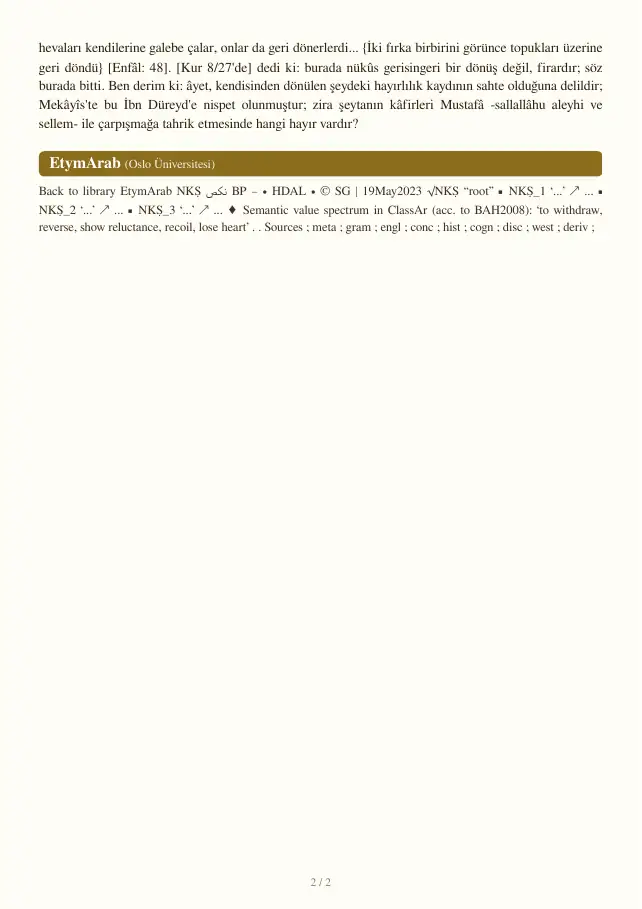 hevaları kendilerine galebe çalar, onlar da geri dönerlerdi... {İki fırka birbirini görünce topukları üzerine
geri döndü} [Enfâl: 48]. [Kur 8/27'de] dedi ki: burada nükûs gerisingeri bir dönüş değil, firardır; söz
burada bitti. Ben derim ki: âyet, kendisinden dönülen şeydeki hayırlılık kaydının sahte olduğuna delildir;
Mekâyîs'te bu İbn Düreyd'e nispet olunmuştur; zira şeytanın kâfirleri Mustafâ -sallallâhu aleyhi ve
sellem- ile çarpışmağa tahrik etmesinde hangi hayır vardır?
EtymArab (Oslo Üniversitesi)
Back to library EtymArab NKṢ نكص BP – • HDAL • © SG | 19May2023 √NKṢ “root” ▪ NKṢ_1 ‘...’ ↗ ... ▪
NKṢ_2 ‘...’ ↗ ... ▪ NKṢ_3 ‘...’ ↗ ... ♦ Semantic value spectrum in ClassAr (acc. to BAH2008): ‘to withdraw,
reverse, show reluctance, recoil, lose heart’ . . Sources ; meta ; gram ; engl ; conc ; hist ; cogn ; disc ; west ; deriv ;
2 / 2